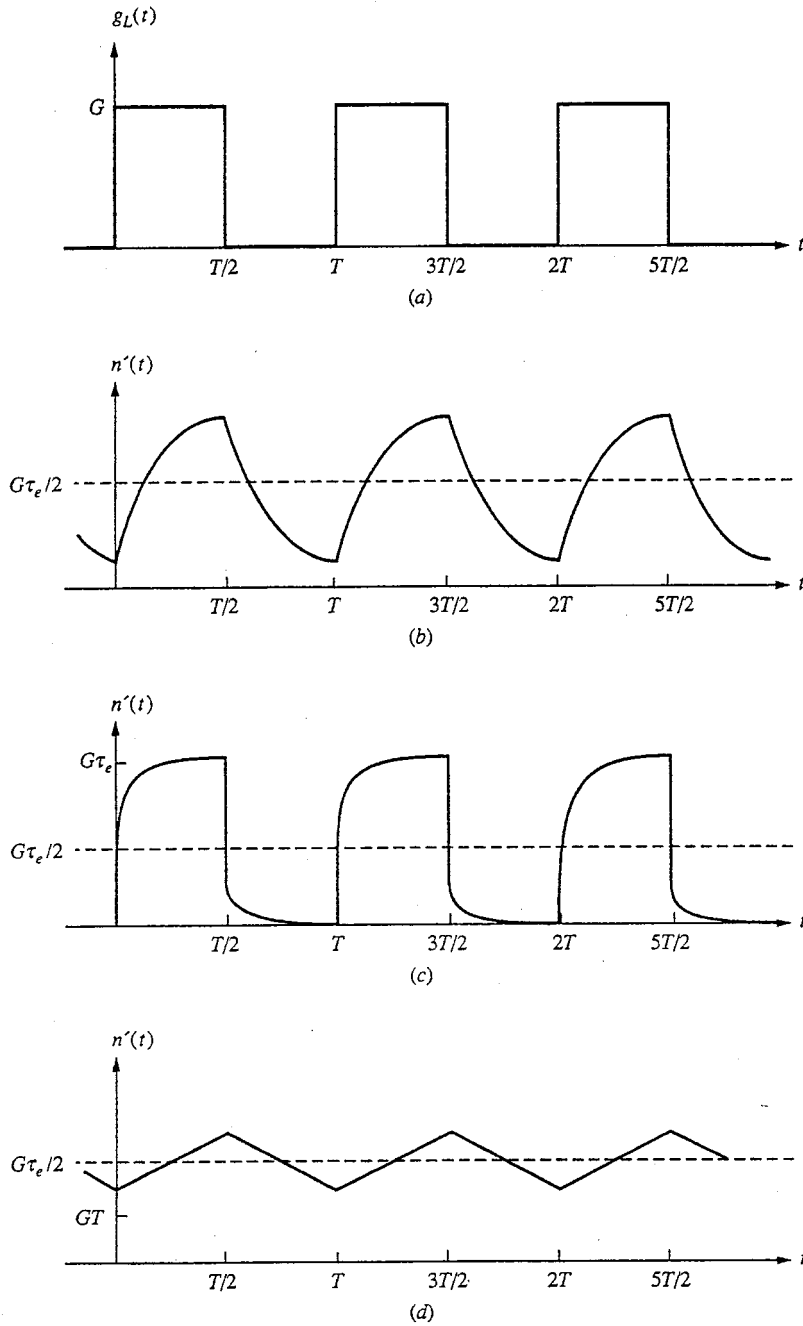 g_L(t)
G
t
T/2 T 3T/2 2T 5T/2
(a)
n′(t)
Gτ_e/2
t
T/2 T 3T/2 2T 5T/2
(b)
n′(t)
Gτ_e
Gτ_e/2
t
T/2 T 3T/2 2T 5T/2
(c)
n′(t)
Gτ_e/2
GT
t
T/2 T 3T/2 2T 5T/2
(d)